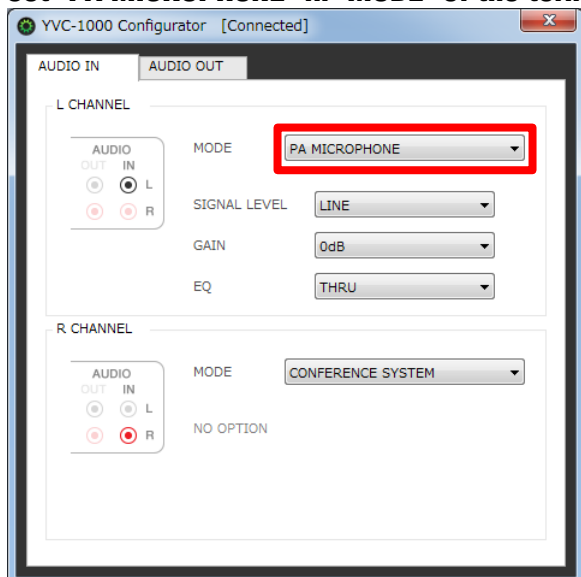 YVC-1000 Configurator [Connected]
AUDIO IN AUDIO OUT
L CHANNEL
AUDIO
OUT IN
L
R
MODE PA MICROPHONE
SIGNAL LEVEL LINE
GAIN 0dB
EQ THRU
R CHANNEL
AUDIO
OUT IN
L
R
MODE CONFERENCE SYSTEM
NO OPTION